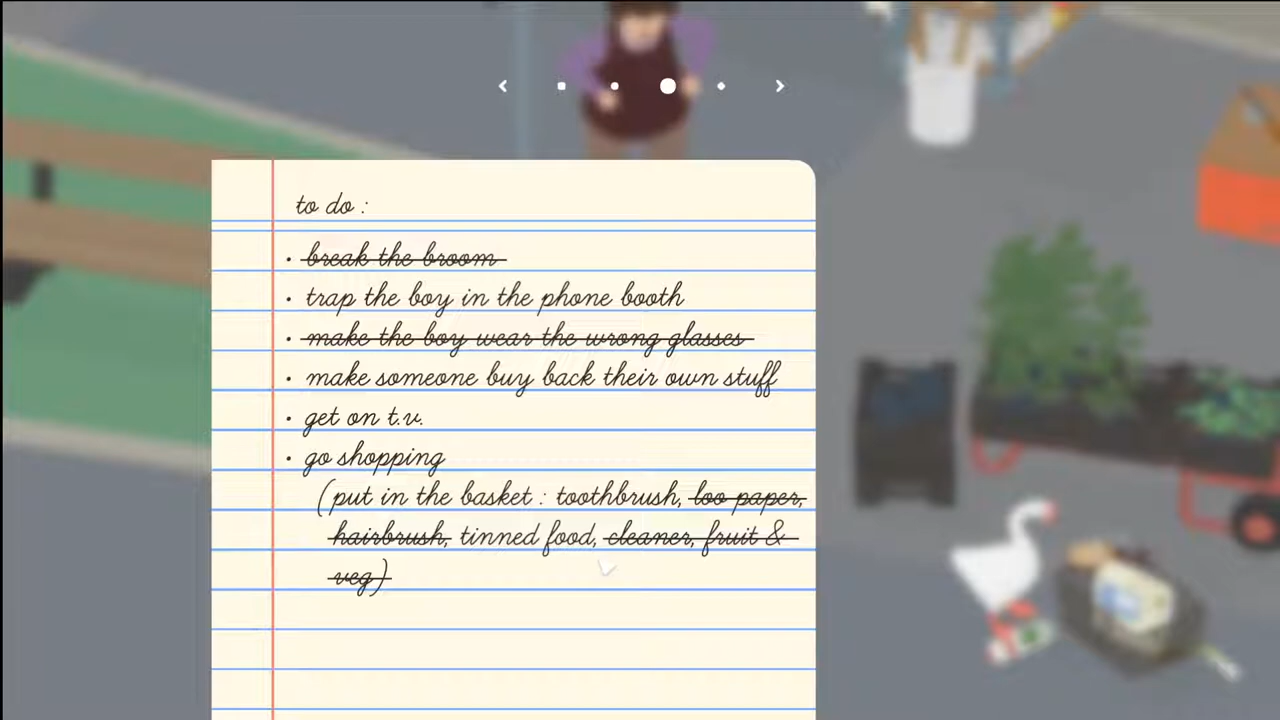 to do :
• break the broom
• trap the boy in the phone booth
• make the boy wear the wrong glasses
• make someone buy back their own stuff
• get on t.v.
• go shopping
(put in the basket : toothbrush, loo paper,
hairbrush, tinned food, cleaner, fruit &
veg)